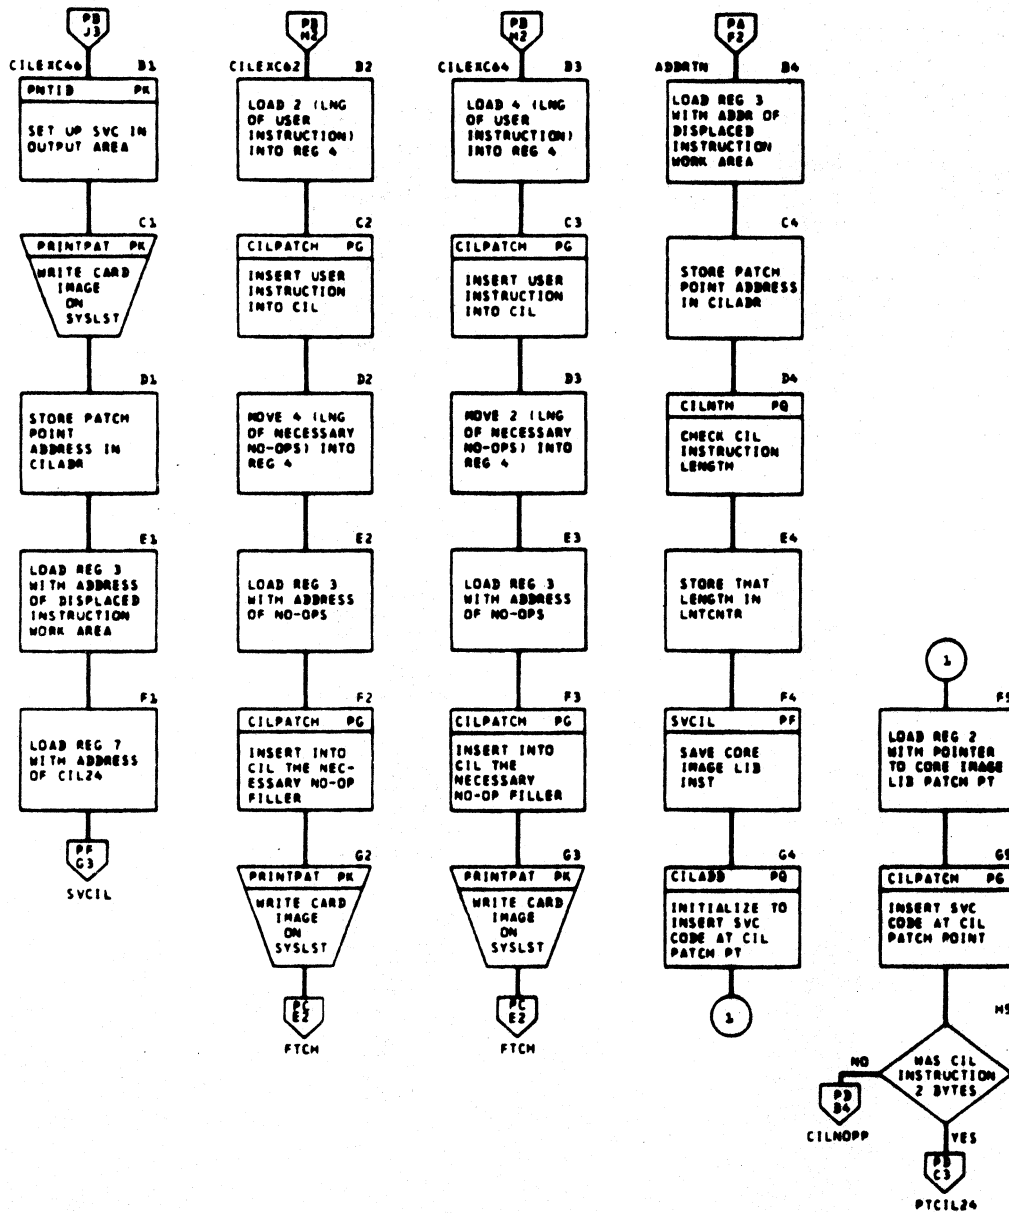 PB
J3
CILEXC46 B1
PNTID PK
SET UP SVC IN
OUTPUT AREA
C1
PRINTPAT PK
WRITE CARD
IMAGE
ON
SYSLST
D1
STORE PATCH
POINT
ADDRESS IN
CILADR
E1
LOAD REG 3
WITH ADDRESS
OF DISPLACED
INSTRUCTION
WORK AREA
F1
LOAD REG 7
WITH ADDRESS
OF CIL24
PF
G3
SVCIL
PB
H2
CILEXC62 B2
LOAD 2 (LNG
OF USER
INSTRUCTION)
INTO REG 4
C2
CILPATCH PG
INSERT USER
INSTRUCTION
INTO CIL
D2
MOVE 4 (LNG
OF NECESSARY
NO-OPS) INTO
REG 4
E2
LOAD REG 3
WITH ADDRESS
OF NO-OPS
F2
CILPATCH PG
INSERT INTO
CIL THE NEC-
ESSARY NO-OP
FILLER
G2
PRINTPAT PK
WRITE CARD
IMAGE
ON
SYSLST
PC
E2
FTCH
PB
H2
CILEXC64 B3
LOAD 4 (LNG
OF USER
INSTRUCTION)
INTO REG 4
C3
CILPATCH PG
INSERT USER
INSTRUCTION
INTO CIL
D3
MOVE 2 (LNG
OF NECESSARY
NO-OPS) INTO
REG 4
E3
LOAD REG 3
WITH ADDRESS
OF NO-OPS
F3
CILPATCH PG
INSERT INTO
CIL THE
NECESSARY
NO-OP FILLER
G3
PRINTPAT PK
WRITE CARD
IMAGE
ON
SYSLST
PC
E2
FTCH
PA
F2
ADDRTN B4
LOAD REG 3
WITH ADDR OF
DISPLACED
INSTRUCTION
WORK AREA
C4
STORE PATCH
POINT ADDRESS
IN CILADR
D4
CILNTH PQ
CHECK CIL
INSTRUCTION
LENGTH
E4
STORE THAT
LENGTH IN
LNTCNTR
F4
SVCIL PF
SAVE CORE
IMAGE LIB
INST
G4
CILADD PQ
INITIALIZE TO
INSERT SVC
CODE AT CIL
PATCH PT
1
1
F5
LOAD REG 2
WITH POINTER
TO CORE IMAGE
LIB PATCH PT
G5
CILPATCH PG
INSERT SVC
CODE AT CIL
PATCH POINT
H5
WAS CIL
INSTRUCTION
2 BYTES
NO
PD
B4
CILNOPP
YES
C3
PTCIL24